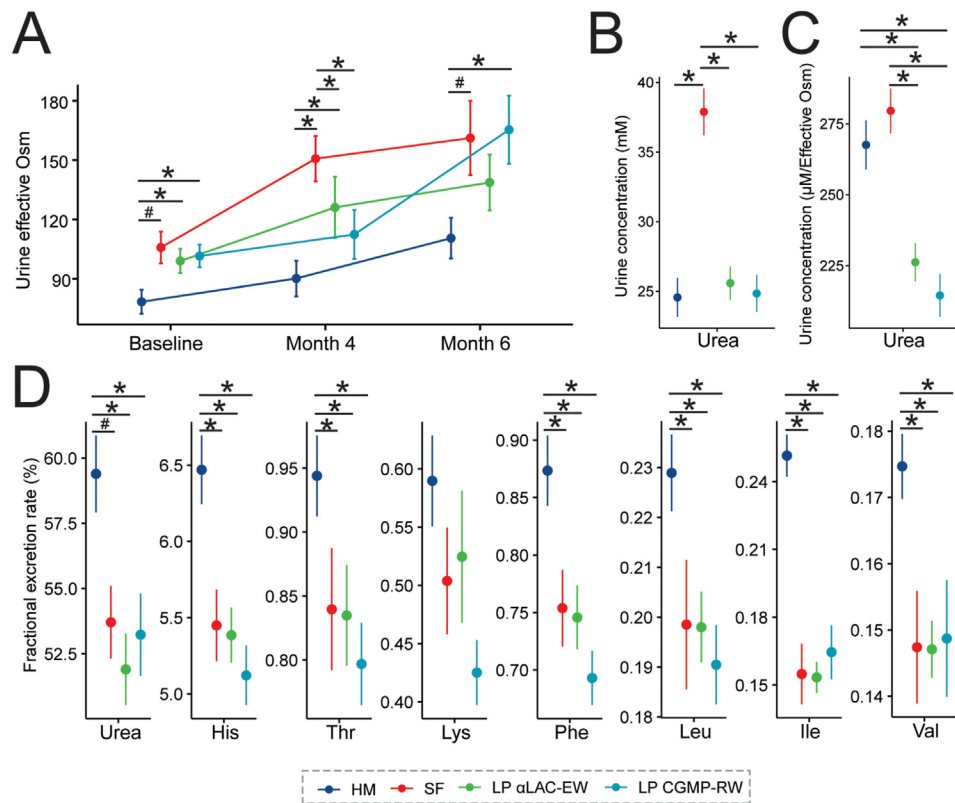 A
Urine effective Osm
180
150
120
90
* * #
* * * *
* #
Baseline Month 4 Month 6
B
Urine concentration (mM)
40
35
30
25
* * *
Urea
C
Urine concentration (μM/Effective Osm)
275
225
* * * *
Urea
D
Fractional excretion rate (%)
60.0
57.5
55.0
52.5
* * #
Urea
6.5
6.0
5.5
5.0
* * *
His
0.95
0.90
0.85
0.80
* * *
Thr
0.60
0.55
0.50
0.45
0.40
Lys
0.90
0.85
0.80
0.75
0.70
* * *
Phe
0.23
0.22
0.21
0.20
0.19
0.18
* * *
Leu
0.24
0.21
0.18
0.15
* * *
Ile
0.18
0.17
0.16
0.15
0.14
* * *
Val
HM SF LP αLAC-EW LP CGMP-RW